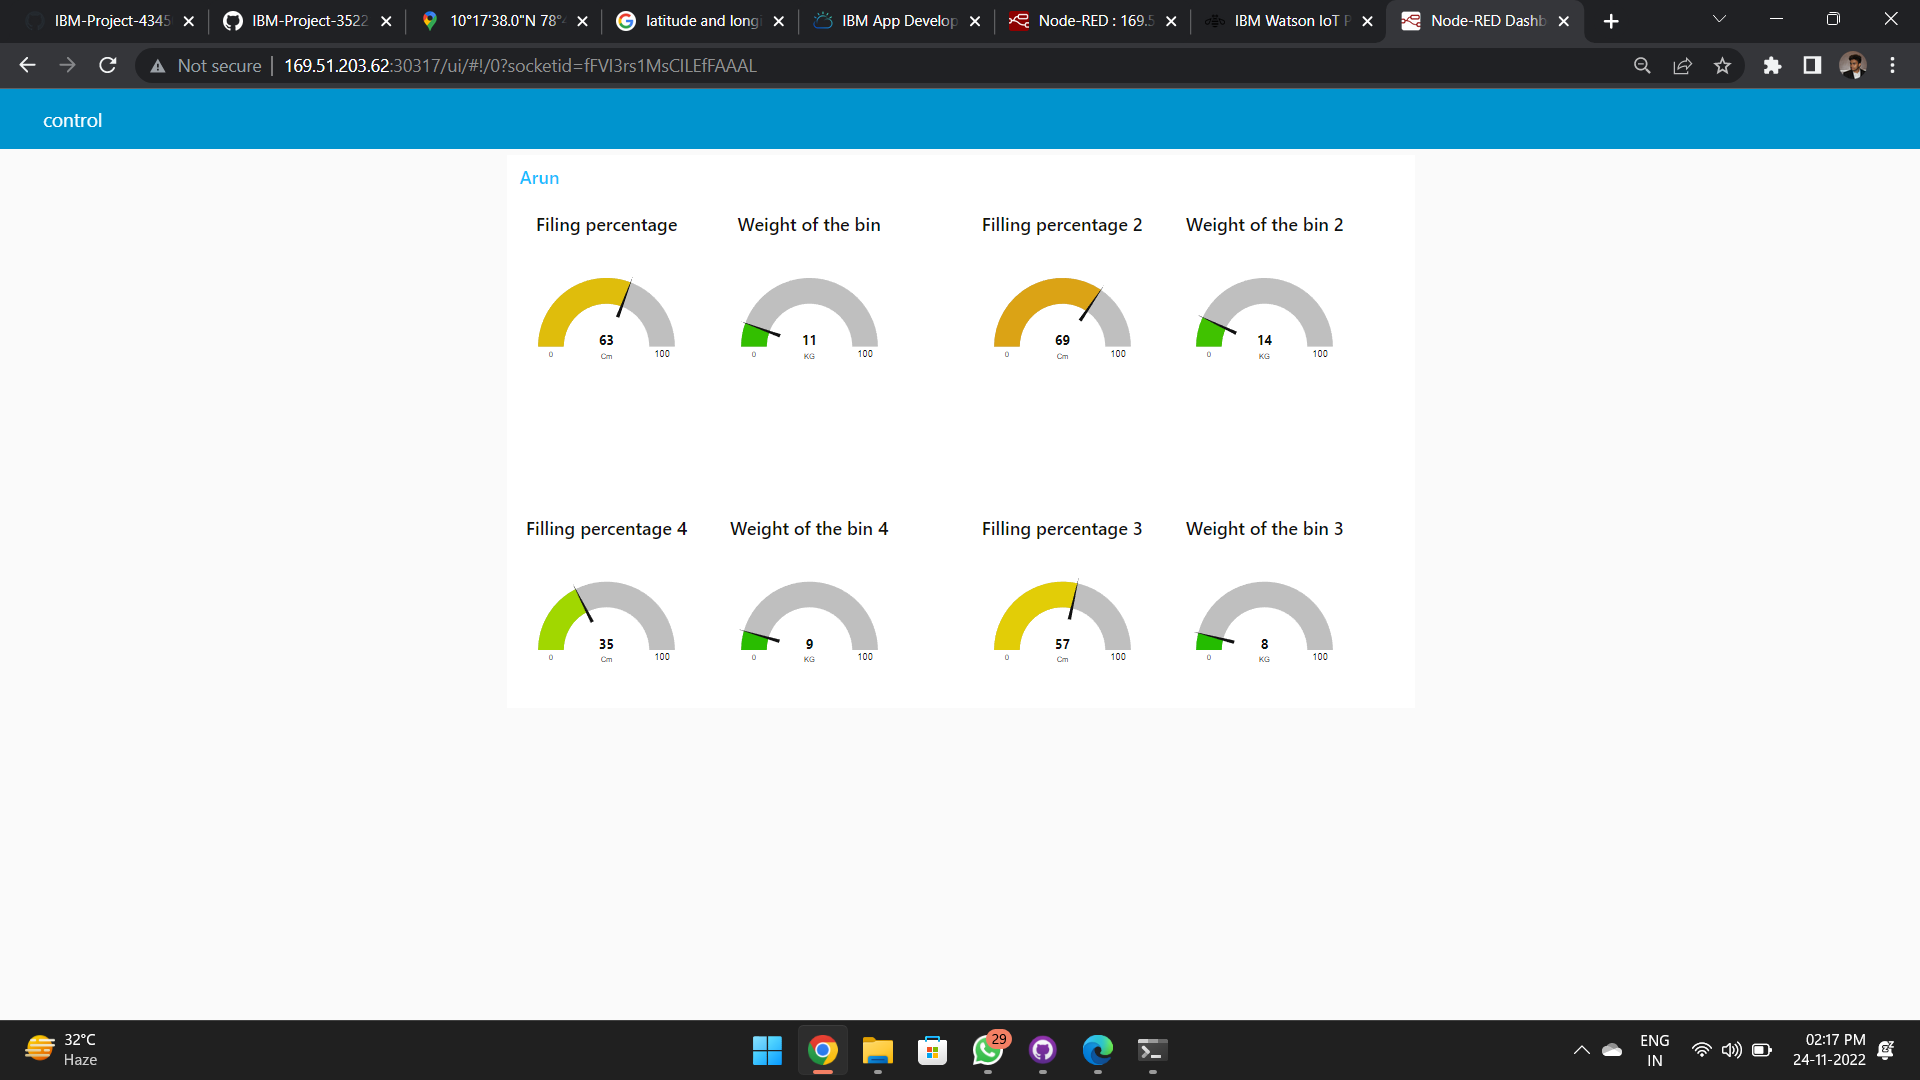 IBM-Project-4345
IBM-Project-3522
10°17'38.0"N 78°
latitude and longi
IBM App Develop
Node-RED : 169.5
IBM Watson IoT P
Node-RED Dashb
Not secure
169.51.203.62:30317/ui/#!/0?socketid=fFVl3rs1MsCILEfFAAAL
control
Arun
Filing percentage
Weight of the bin
Filling percentage 2
Weight of the bin 2
63
Cm
0
100
11
KG
0
100
69
Cm
0
100
14
KG
0
100
Filling percentage 4
Weight of the bin 4
Filling percentage 3
Weight of the bin 3
35
Cm
0
100
9
KG
0
100
57
Cm
0
100
8
KG
0
100
32°C
Haze
29
ENG
IN
02:17 PM
24-11-2022